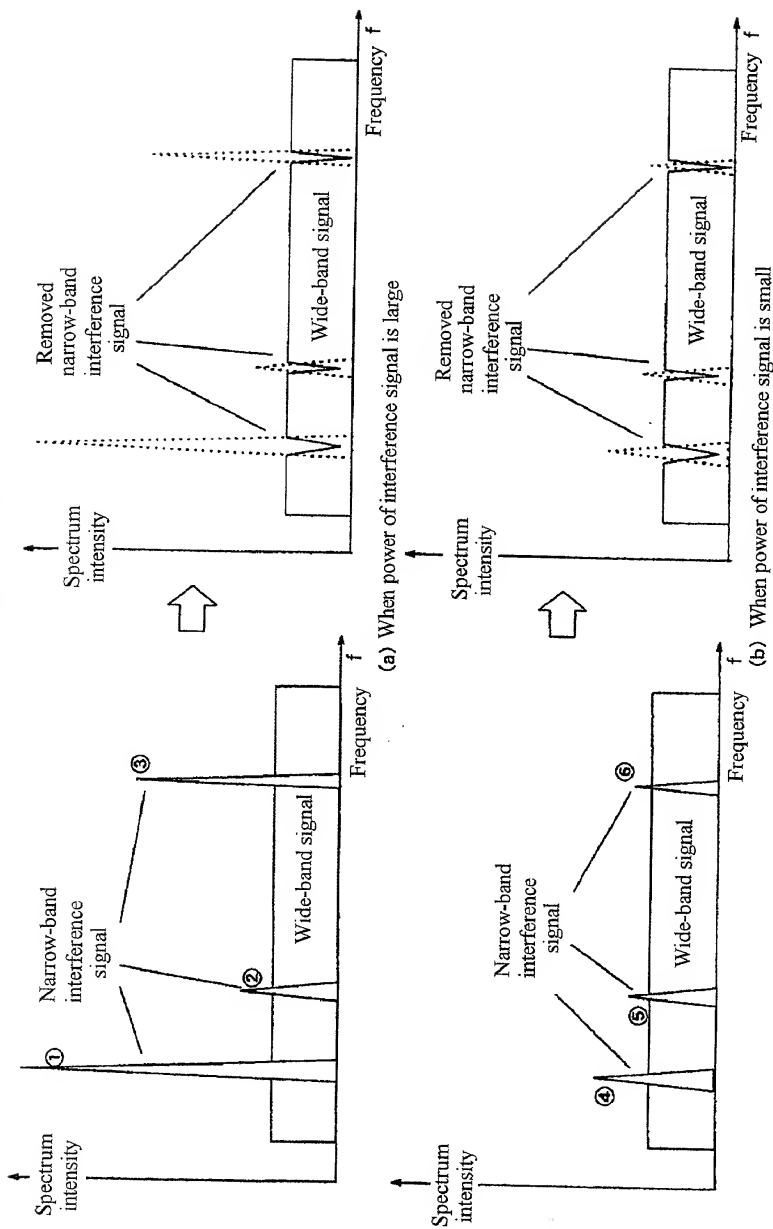 Spectrum
intensity
①
Narrow-band
interference
signal
②
③
Wide-band signal
Frequency
f
Spectrum
intensity
Removed
narrow-band
interference
signal
Wide-band signal
Frequency f
(a) When power of interference signal is large
Spectrum
intensity
④
Narrow-band
interference
signal
⑤
⑥
Wide-band signal
Frequency
f
Spectrum
intensity
Removed
narrow-band
interference
signal
Wide-band signal
Frequency f
(b) When power of interference signal is small